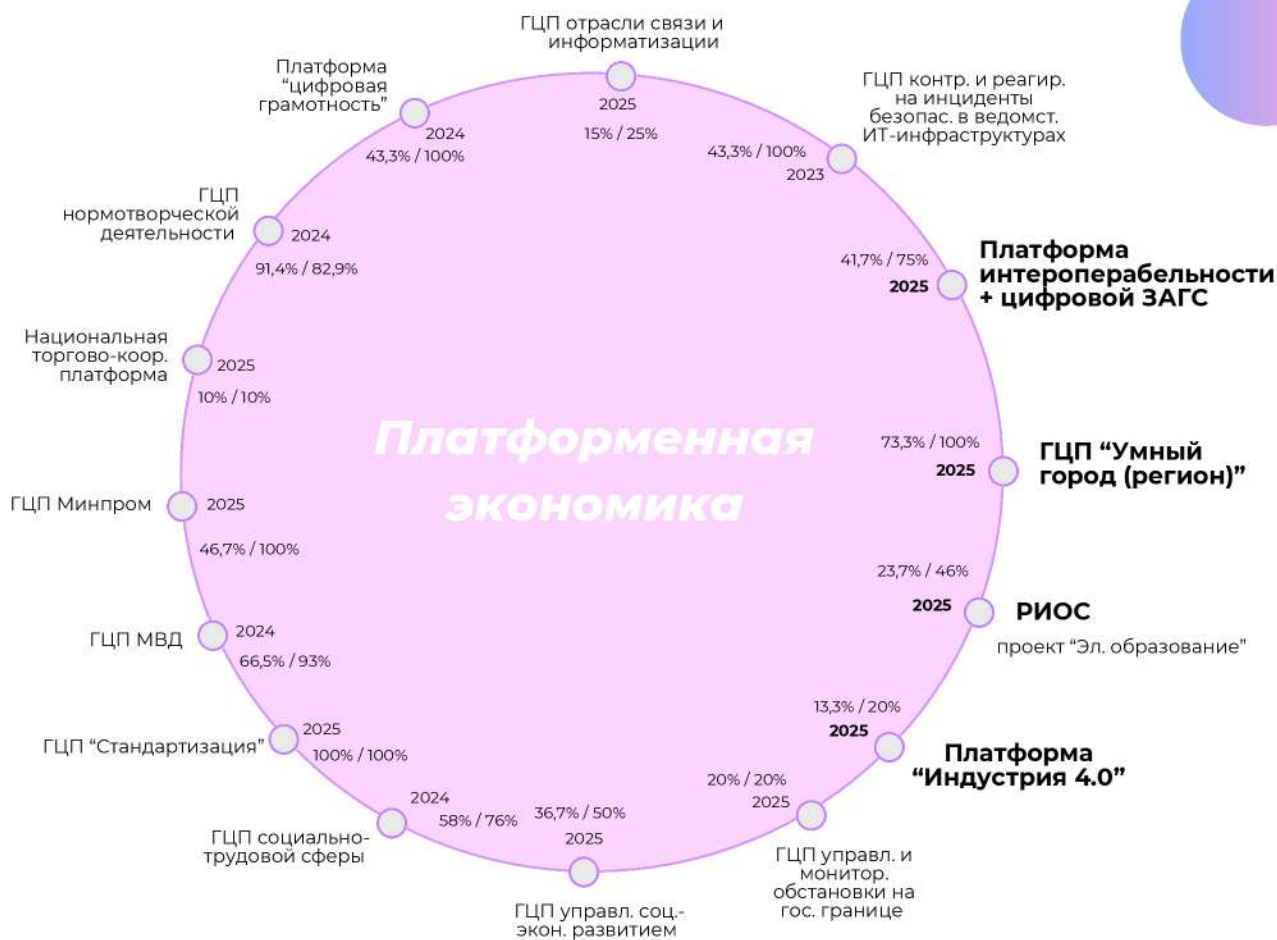 ГЦП отрасли связи и
информатизации
2025
15% / 25%
ГЦП контр. и реагир.
на инциденты
безопас. в ведомст.
ИТ-инфраструктурах
43,3% / 100%
2023
Платформа
интероперабельности
+ цифровой ЗАГС
41,7% / 75%
2025
ГЦП “Умный
город (регион)”
73,3% / 100%
2025
РИОС
проект “Эл. образование”
23,7% / 46%
2025
Платформа
“Индустрия 4.0”
13,3% / 20%
2025
ГЦП управл. и
монитор.
обстановки на
гос. границе
20% / 20%
2025
ГЦП управл. соц.-
экон. развитием
36,7% / 50%
2025
ГЦП социально-
трудовой сферы
2024
58% / 76%
ГЦП “Стандартизация”
2025
100% / 100%
ГЦП МВД
2024
66,5% / 93%
ГЦП Минпром
2025
46,7% / 100%
Национальная
торгово-коор.
платформа
2025
10% / 10%
ГЦП
нормотворческой
деятельности
2024
91,4% / 82,9%
Платформа
“цифровая
грамотность”
2024
43,3% / 100%
Платформенная
экономика